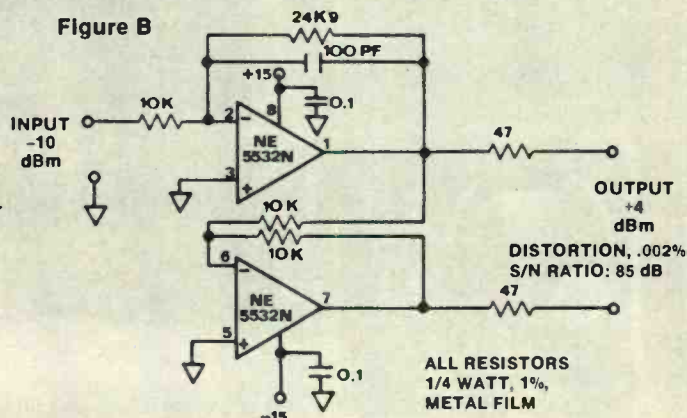 Figure B
24K9
100 PF
+15
0.1
10K
8
INPUT
-10
dBm
2
-
NE
5532N
1
3
+
47
OUTPUT
+4
dBm
10K
10K
DISTORTION, .002%
S/N RATIO: 85 dB
6
-
NE
5532N
7
5
+
47
0.1
-15
ALL RESISTORS
1/4 WATT, 1%,
METAL FILM